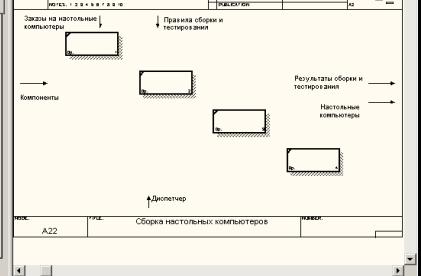 NOTES: 1 2 3 4 5 6 7 8 9 10
PUBLICATION
A2
Заказы на настольные
компьютеры
Правила сборки и
тестирования
0р.
0р. 2
Компоненты
Результаты сборки и
тестирования
Настольные
компьютеры
0р.
0р. 4
Диспетчер
NODE:
TITLE:
NUMBER:
A22
Сборка настольных компьютеров